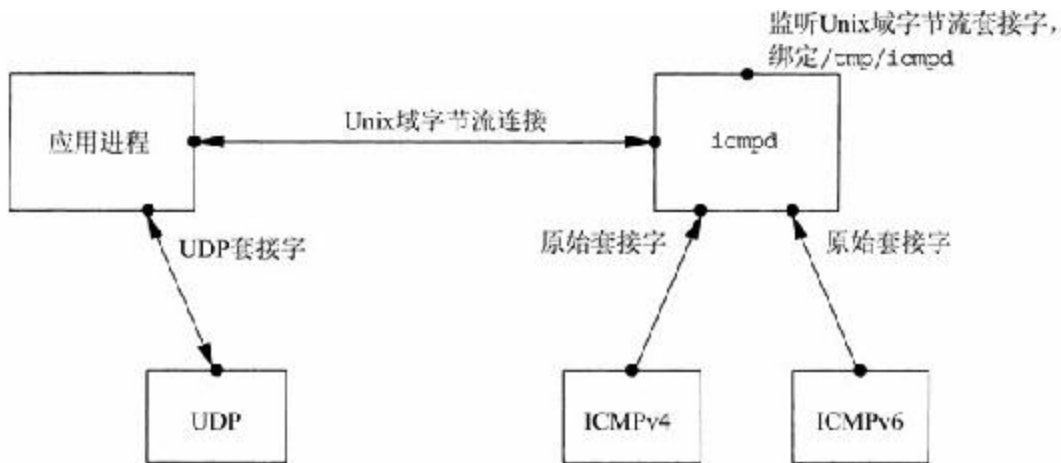 监听Unix域字节流套接字，
绑定/tmp/icmpd
应用进程
Unix域字节流连接
icmpd
UDP套接字
原始套接字
原始套接字
UDP
ICMPv4
ICMPv6